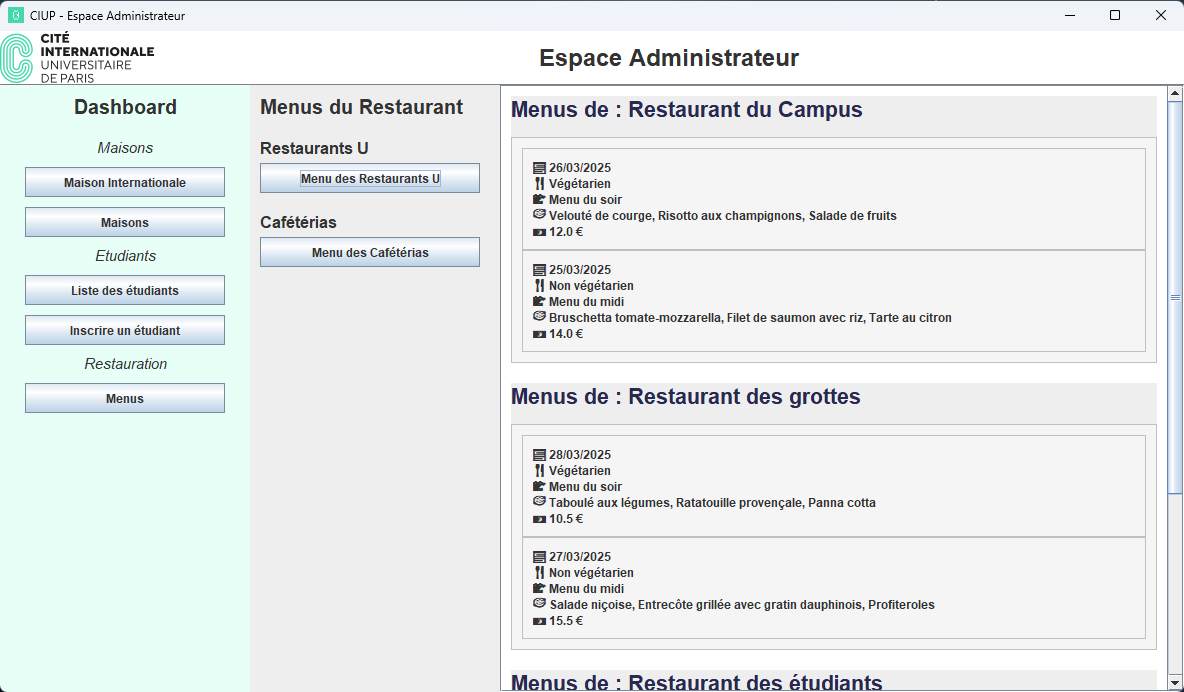 CIUP - Espace Administrateur
CITÉ
INTERNATIONALE
UNIVERSITAIRE
DE PARIS
Espace Administrateur
Dashboard
Maisons
Maison Internationale
Maisons
Etudiants
Liste des étudiants
Inscrire un étudiant
Restauration
Menus
Menus du Restaurant
Restaurants U
Menu des Restaurants U
Cafétérias
Menu des Cafétérias
Menus de : Restaurant du Campus
26/03/2025
Végétarien
Menu du soir
Velouté de courge, Risotto aux champignons, Salade de fruits
12.0 €
25/03/2025
Non végétarien
Menu du midi
Bruschetta tomate-mozzarella, Filet de saumon avec riz, Tarte au citron
14.0 €
Menus de : Restaurant des grottes
28/03/2025
Végétarien
Menu du soir
Taboulé aux légumes, Ratatouille provençale, Panna cotta
10.5 €
27/03/2025
Non végétarien
Menu du midi
Salade niçoise, Entrecôte grillée avec gratin dauphinois, Profiteroles
15.5 €
Menus de : Restaurant des étudiants